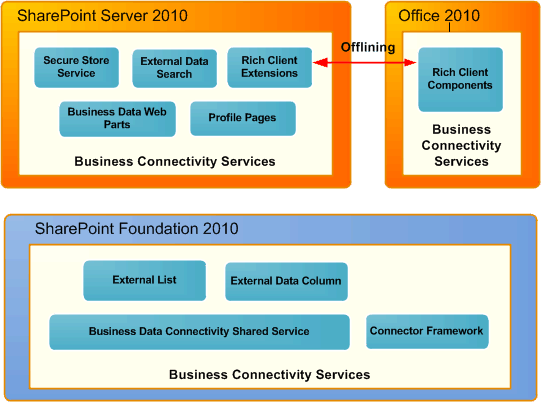 SharePoint Server 2010
Secure Store
Service
External Data
Search
Rich Client
Extensions
Business Data Web
Parts
Profile Pages
Business Connectivity Services
Offlining
Office 2010
Rich Client
Components
Business
Connectivity
Services
SharePoint Foundation 2010
External List
External Data Column
Business Data Connectivity Shared Service
Connector Framework
Business Connectivity Services